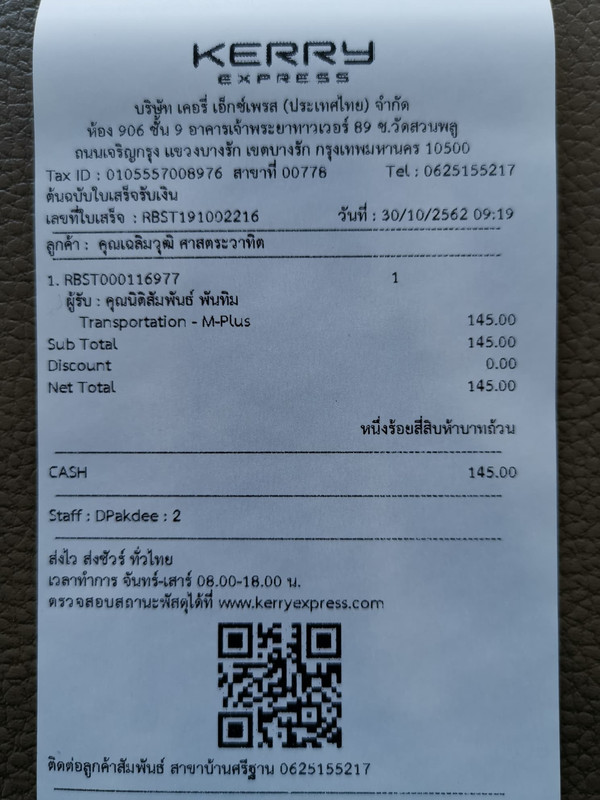 KERRY
EXPRESS
บริษัท เคอรี่ เอ็กซ์เพรส (ประเทศไทย) จำกัด
ห้อง 906 ชั้น 9 อาคารเจ้าพระยาทาวเวอร์ 89 ซ.วัดสวนพลู
ถนนเจริญกรุง แขวงบางรัก เขตบางรัก กรุงเทพมหานคร 10500
Tax ID : 0105557008976 สาขาที่ 00778 Tel : 0625155217
ต้นฉบับใบเสร็จรับเงิน
เลขที่ใบเสร็จ : RBST191002216 วันที่ : 30/10/2562 09:19
ลูกค้า : คุณเฉลิมวุฒิ ศาสตระวาทิต
1. RBST000116977 1
ผู้รับ : คุณนิติสัมพันธ์ พันทิม
Transportation - M-Plus 145.00
Sub Total 145.00
Discount 0.00
Net Total 145.00
หนึ่งร้อยสี่สิบห้าบาทถ้วน
CASH 145.00
Staff : DPakdee : 2
ส่งไว ส่งชัวร์ ทั่วไทย
เวลาทำการ จันทร์-เสาร์ 08.00-18.00 น.
ตรวจสอบสถานะพัสดุได้ที่ www.kerryexpress.com
ติดต่อลูกค้าสัมพันธ์ สาขาบ้านศรีฐาน 0625155217